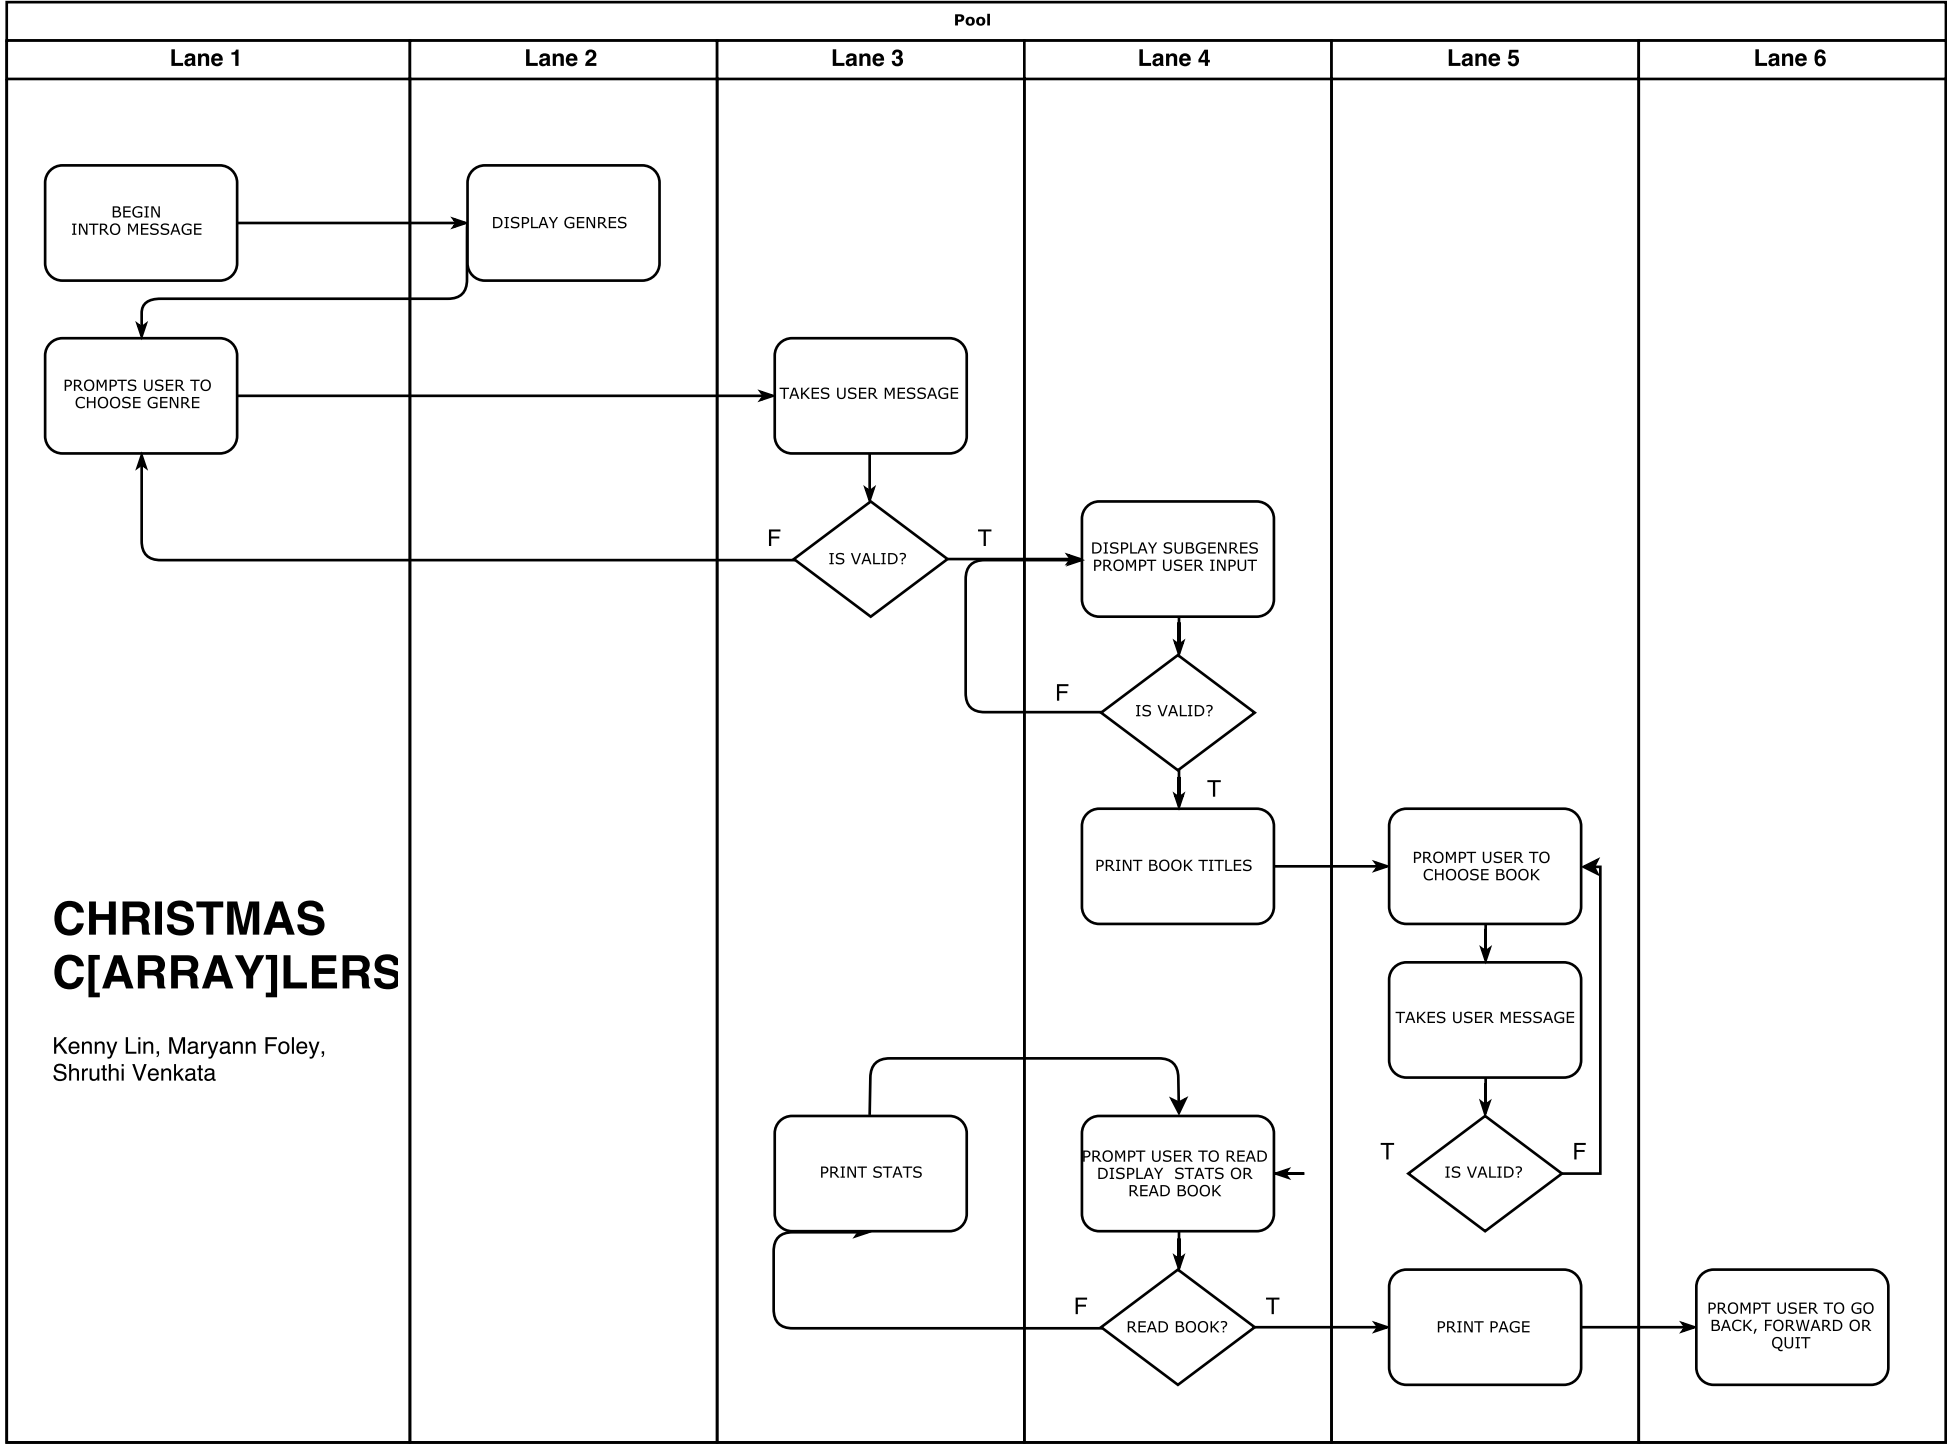 Pool
Lane 1
Lane 2
Lane 3
Lane 4
Lane 5
Lane 6
BEGIN
INTRO MESSAGE
DISPLAY GENRES
PROMPTS USER TO
CHOOSE GENRE
TAKES USER MESSAGE
F
IS VALID?
T
DISPLAY SUBGENRES
PROMPT USER INPUT
F
IS VALID?
T
PRINT BOOK TITLES
PROMPT USER TO
CHOOSE BOOK
TAKES USER MESSAGE
T
IS VALID?
F
CHRISTMAS
C[ARRAY]LERS
Kenny Lin, Maryann Foley,
Shruthi Venkata
PRINT STATS
PROMPT USER TO READ
DISPLAY  STATS OR
READ BOOK
F
READ BOOK?
T
PRINT PAGE
PROMPT USER TO GO
BACK, FORWARD OR
QUIT